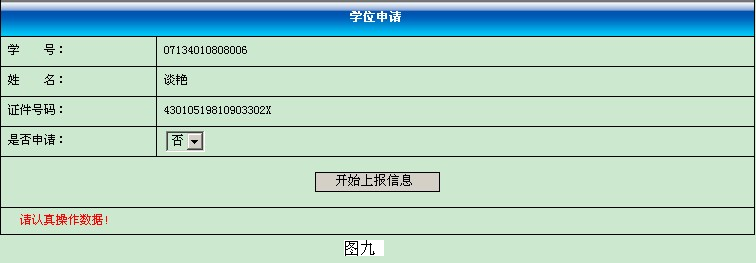 学位申请
学　　号： 07134010808006
姓　　名： 谈艳
证件号码： 43010519810903302X
是否申请： 否
开始上报信息
请认真操作数据!
图九